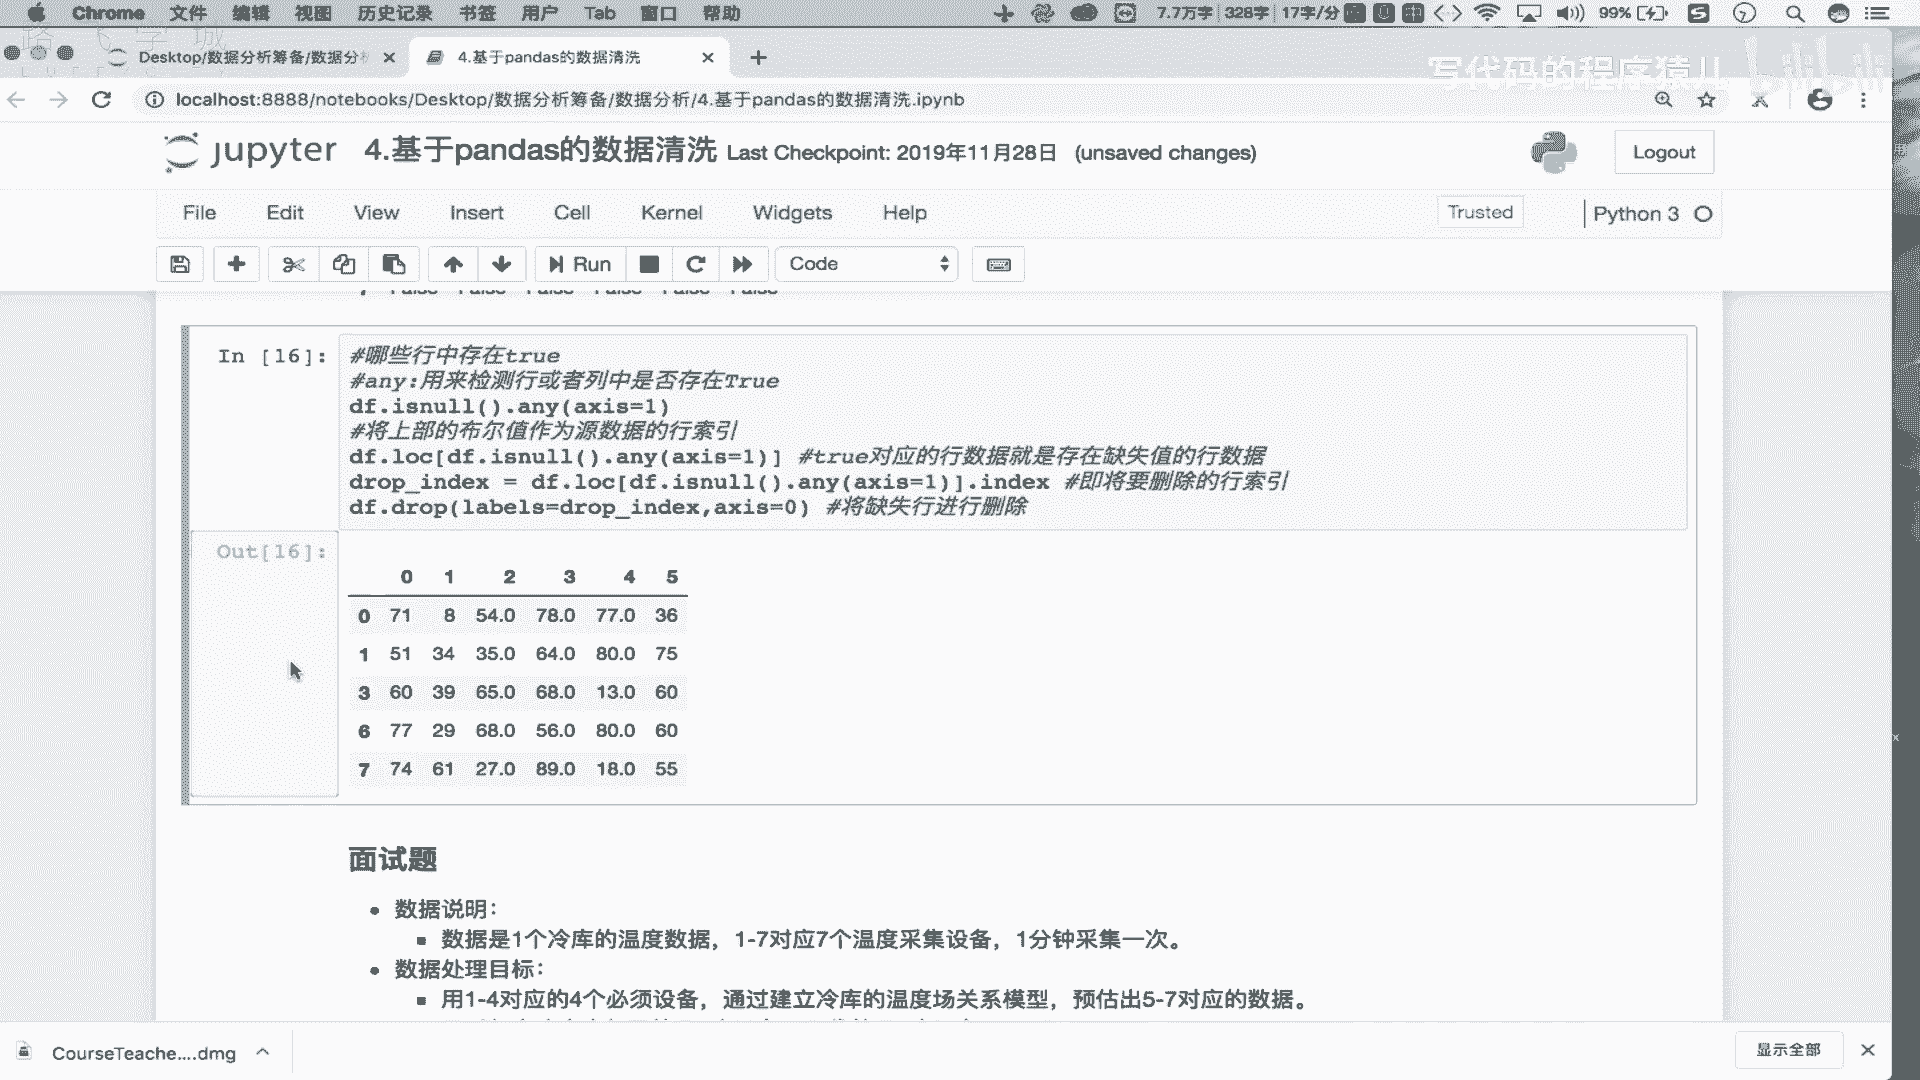 Chrome 文件 编辑 视图 历史记录 书签 用户 Tab 窗口 帮助 7.7万字 328字 17字/分 99%
Desktop/数据分析筹备/数据分 4.基于pandas的数据清洗
写代码的程序猿儿 bilibili
localhost:8888/notebooks/Desktop/数据分析筹备/数据分析/4.基于pandas的数据清洗.ipynb
jupyter 4.基于pandas的数据清洗 Last Checkpoint: 2019年11月28日 (unsaved changes) Logout
File Edit View Insert Cell Kernel Widgets Help Trusted Python 3
Run Code
False False False False False False
In [16]: #哪些行中存在true
#any:用来检测行或者列中是否存在True
df.isnull().any(axis=1)
#将上部的布尔值作为源数据的行索引
df.loc[df.isnull().any(axis=1)] #true对应的行数据就是存在缺失值的行数据
drop_index = df.loc[df.isnull().any(axis=1)].index #即将要删除的行索引
df.drop(labels=drop_index,axis=0) #将缺失行进行删除
Out[16]:
0 1 2 3 4 5
0 71 8 54.0 78.0 77.0 36
1 51 34 35.0 64.0 80.0 75
3 60 39 65.0 68.0 13.0 60
6 77 29 68.0 56.0 80.0 60
7 74 61 27.0 89.0 18.0 55
面试题
数据说明：
数据是1个冷库的温度数据，1-7对应7个温度采集设备，1分钟采集一次。
数据处理目标：
用1-4对应的4个必须设备，通过建立冷库的温度场关系模型，预估出5-7对应的数据。
CourseTeache....dmg 显示全部